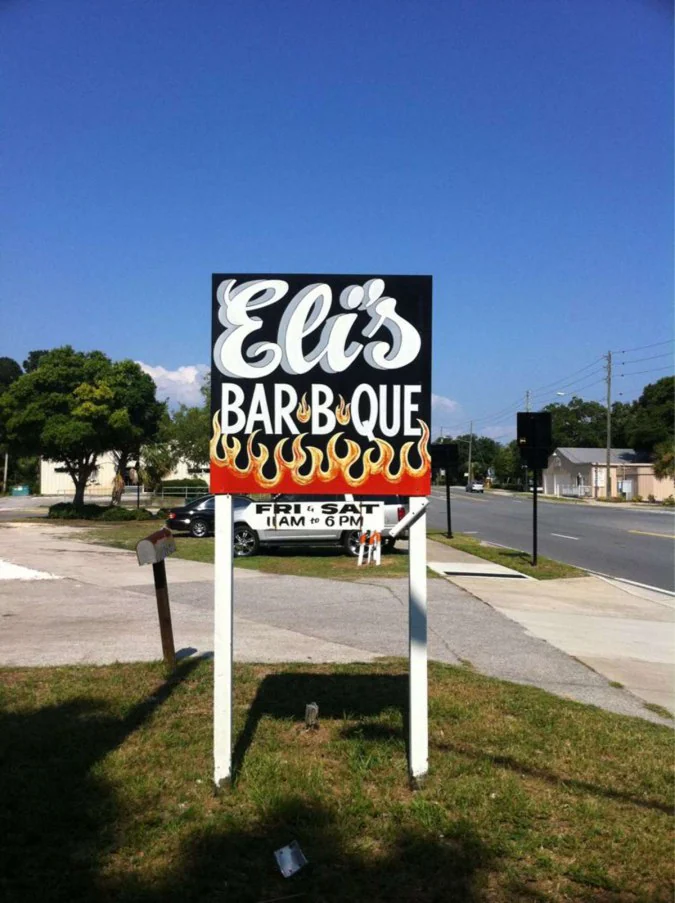 Eli's
BAR·B·QUE
FRI & SAT
11AM to 6PM